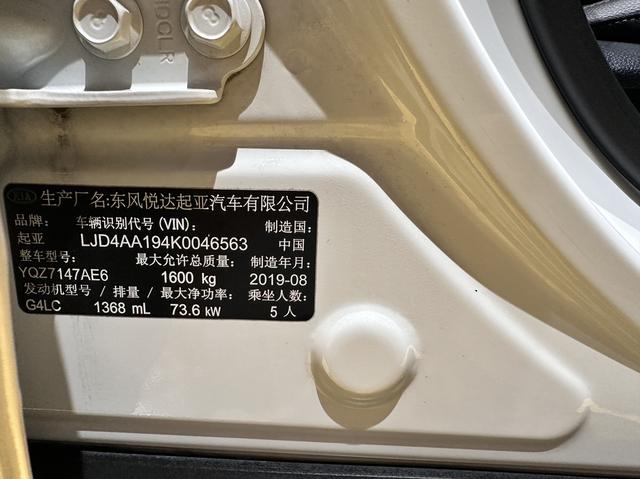 8
8
HDCLR
KIA 生产厂名:东风悦达起亚汽车有限公司
品牌: 车辆识别代号(VIN): 制造国:
起亚 LJD4AA194K0046563 中国
整车型号: 最大允许总质量: 制造年月:
YQZ7147AE6 1600 kg 2019-08
发动机型号 / 排量 / 最大净功率: 乘坐人数:
G4LC 1368 mL 73.6 kW 5 人